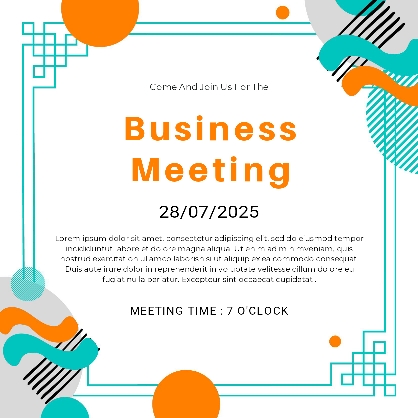 Come And Join Us For The
Business
Meeting
28/07/2025
Lorem ipsum dolor sit amet, consectetur adipiscing elit, sed do eiusmod tempor
incididunt ut labore et dolore magna aliqua. Ut enim ad minim veniam, quis
nostrud exercitation ullamco laboris nisi ut aliquip ex ea commodo consequat.
Duis aute irure dolor in reprehenderit in voluptate velit esse cillum dolore eu
fugiat nulla pariatur. Excepteur sint occaecat cupidatat..
MEETING TIME : 7 O'CLOCK